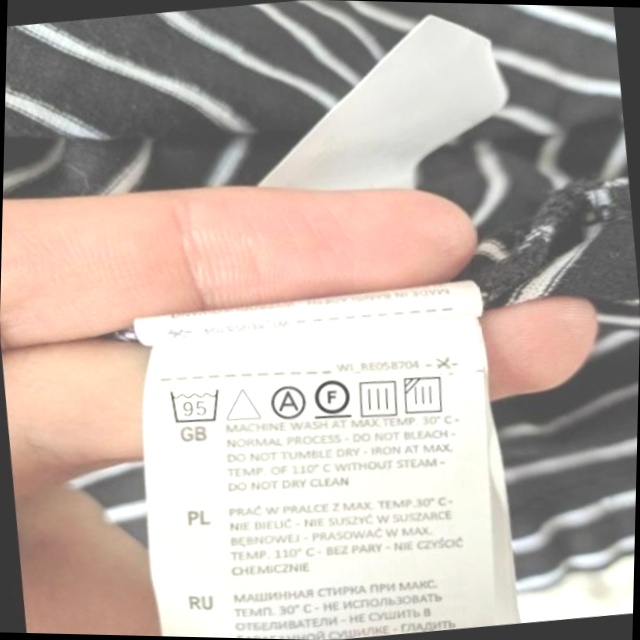 WI_RE058704
95 A F
GB MACHINE WASH AT MAX.TEMP. 30° C -
NORMAL PROCESS - DO NOT BLEACH -
DO NOT TUMBLE DRY - IRON AT MAX.
TEMP. OF 110° C WITHOUT STEAM -
DO NOT DRY CLEAN
PL PRAĆ W PRALCE Z MAX. TEMP.30° C -
NIE BIELIĆ - NIE SUSZYĆ W SUSZARCE
BĘBNOWEJ - PRASOWAĆ W MAX.
TEMP. 110° C - BEZ PARY - NIE CZYŚCIĆ
CHEMICZNIE
RU МАШИННАЯ СТИРКА ПРИ МАКС.
ТЕМП. 30° С - НЕ ИСПОЛЬЗОВАТЬ
ОТБЕЛИВАТЕЛИ - НЕ СУШИТЬ В
БАРАБАННОЙ СУШИЛКЕ - ГЛАДИТЬ